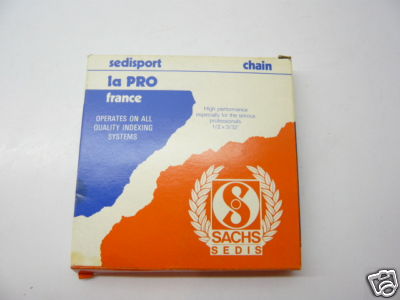 sedisport chain
la PRO
france
OPERATES ON ALL
QUALITY INDEXING
SYSTEMS
High performance
especially for the serious
professionals
1/2 x 3/32"
S
SACHS
SEDIS